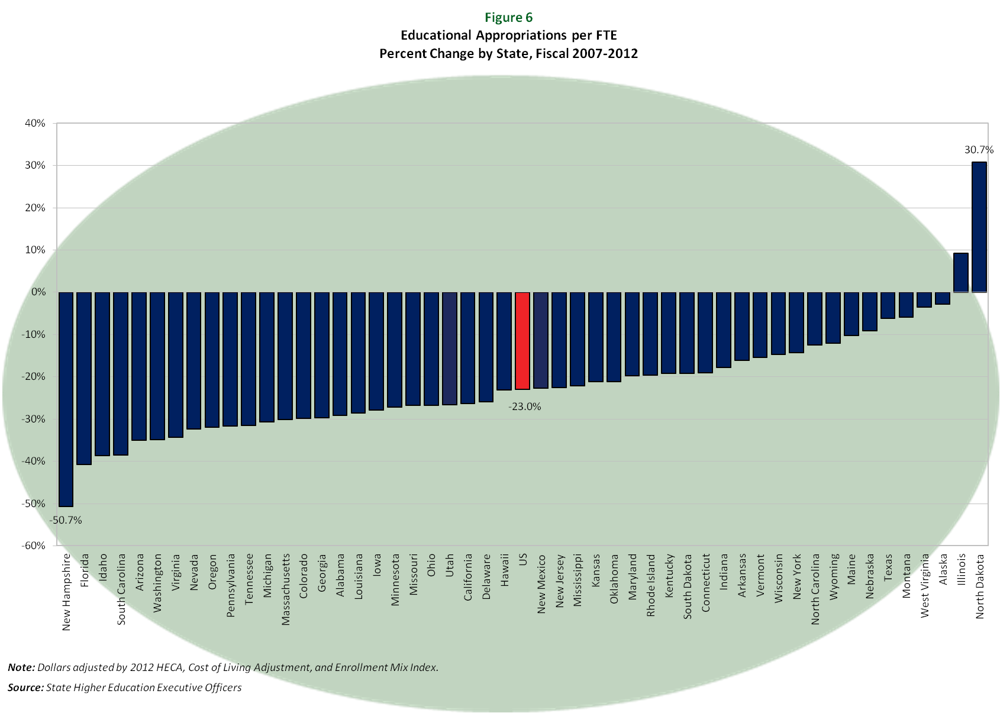 Figure 6
Educational Appropriations per FTE
Percent Change by State, Fiscal 2007-2012
40%
30%
20%
10%
0%
-10%
-20%
-30%
-40%
-50%
-60%
30.7%
-23.0%
-50.7%
New Hampshire
Florida
Idaho
South Carolina
Arizona
Washington
Virginia
Nevada
Oregon
Pennsylvania
Tennessee
Michigan
Massachusetts
Colorado
Georgia
Alabama
Louisiana
Iowa
Minnesota
Missouri
Ohio
Utah
California
Delaware
Hawaii
US
New Mexico
New Jersey
Mississippi
Kansas
Oklahoma
Maryland
Rhode Island
Kentucky
South Dakota
Connecticut
Indiana
Arkansas
Vermont
Wisconsin
New York
North Carolina
Wyoming
Maine
Nebraska
Texas
Montana
West Virginia
Alaska
Illinois
North Dakota
Note: Dollars adjusted by 2012 HECA, Cost of Living Adjustment, and Enrollment Mix Index.
Source: State Higher Education Executive Officers